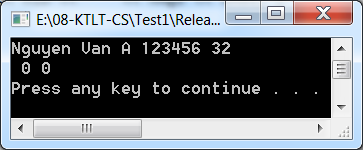 E:\08-KTLT-CS\Test1\Relea...
Nguyen Van A 123456 32
 0 0
Press any key to continue . . .